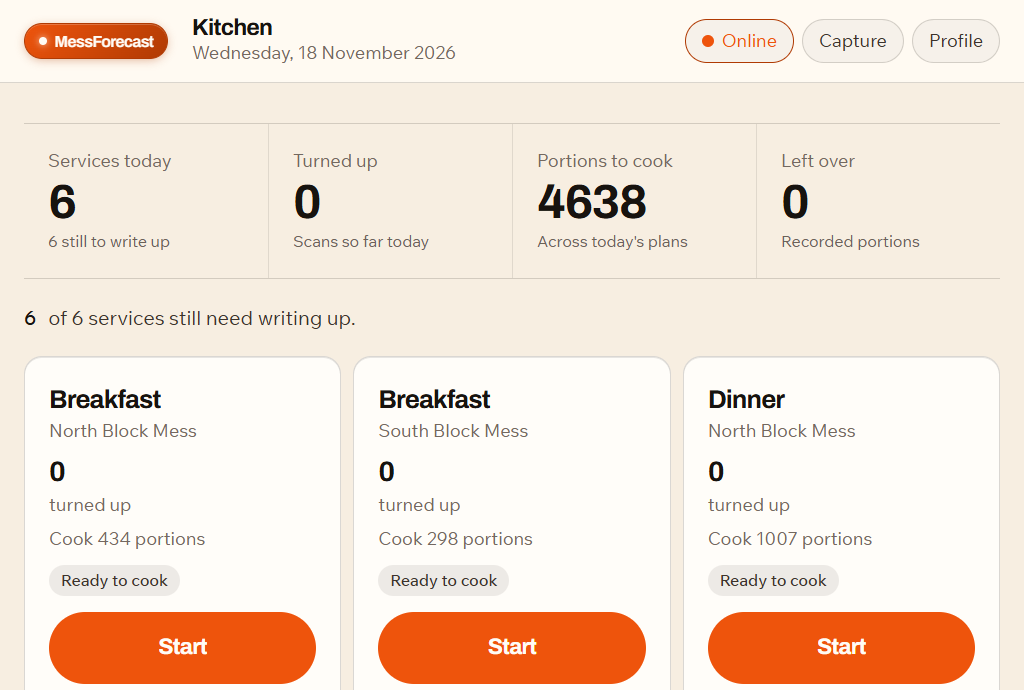 MessForecast
Kitchen
Wednesday, 18 November 2026
Online
Capture
Profile
Services today
6
6 still to write up
Turned up
0
Scans so far today
Portions to cook
4638
Across today's plans
Left over
0
Recorded portions
6 of 6 services still need writing up.
Breakfast
North Block Mess
0
turned up
Cook 434 portions
Ready to cook
Start
Breakfast
South Block Mess
0
turned up
Cook 298 portions
Ready to cook
Start
Dinner
North Block Mess
0
turned up
Cook 1007 portions
Ready to cook
Start